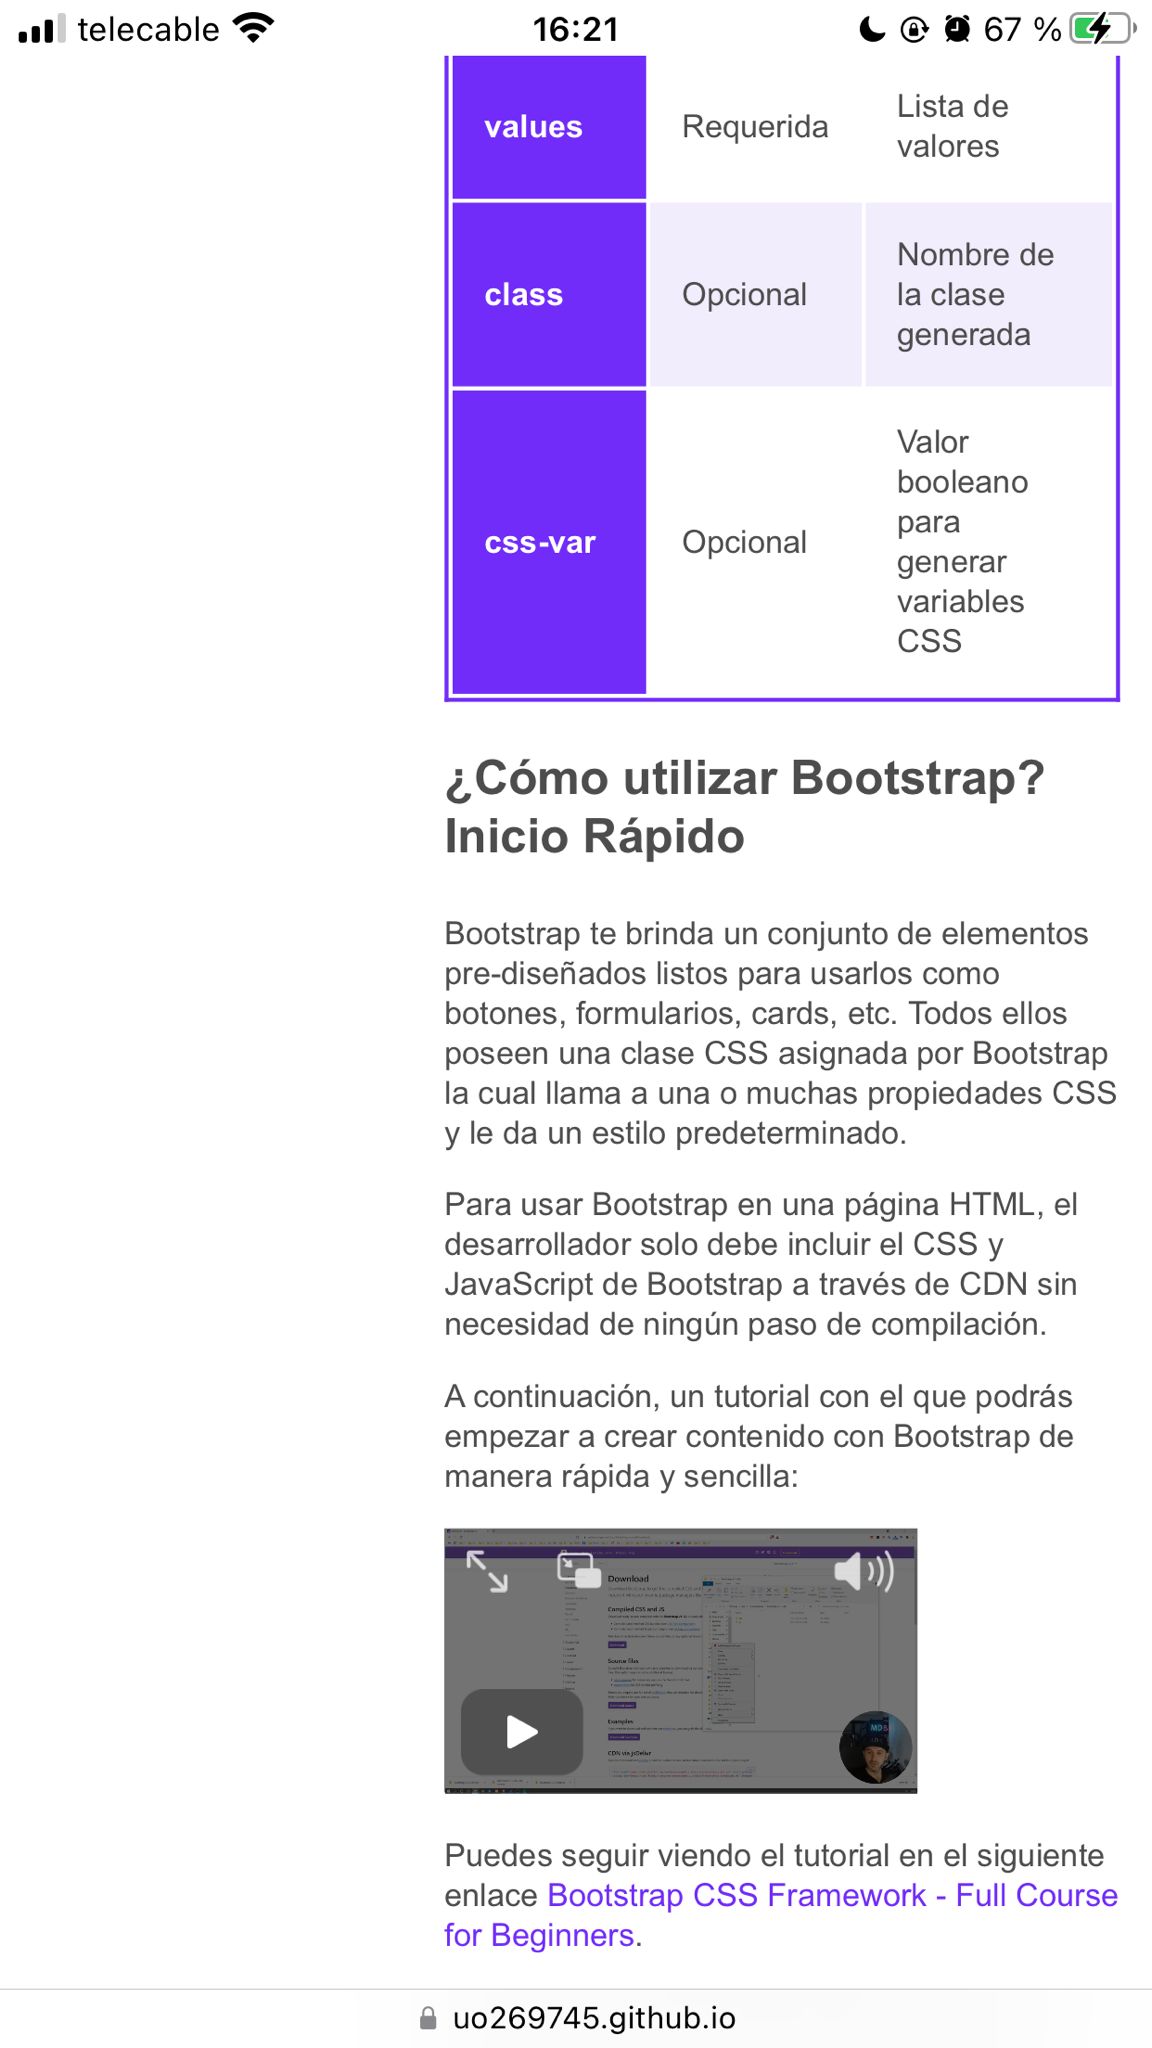 telecable
16:21
67 %
values
Requerida
Lista de
valores
class
Opcional
Nombre de
la clase
generada
css-var
Opcional
Valor
booleano
para
generar
variables
CSS
¿Cómo utilizar Bootstrap?
Inicio Rápido
Bootstrap te brinda un conjunto de elementos
pre-diseñados listos para usarlos como
botones, formularios, cards, etc. Todos ellos
poseen una clase CSS asignada por Bootstrap
la cual llama a una o muchas propiedades CSS
y le da un estilo predeterminado.
Para usar Bootstrap en una página HTML, el
desarrollador solo debe incluir el CSS y
JavaScript de Bootstrap a través de CDN sin
necesidad de ningún paso de compilación.
A continuación, un tutorial con el que podrás
empezar a crear contenido con Bootstrap de
manera rápida y sencilla:
Download
Compiled CSS and JS
Source files
Examples
CDN via jsDelivr
Puedes seguir viendo el tutorial en el siguiente
enlace Bootstrap CSS Framework - Full Course
for Beginners.
uo269745.github.io